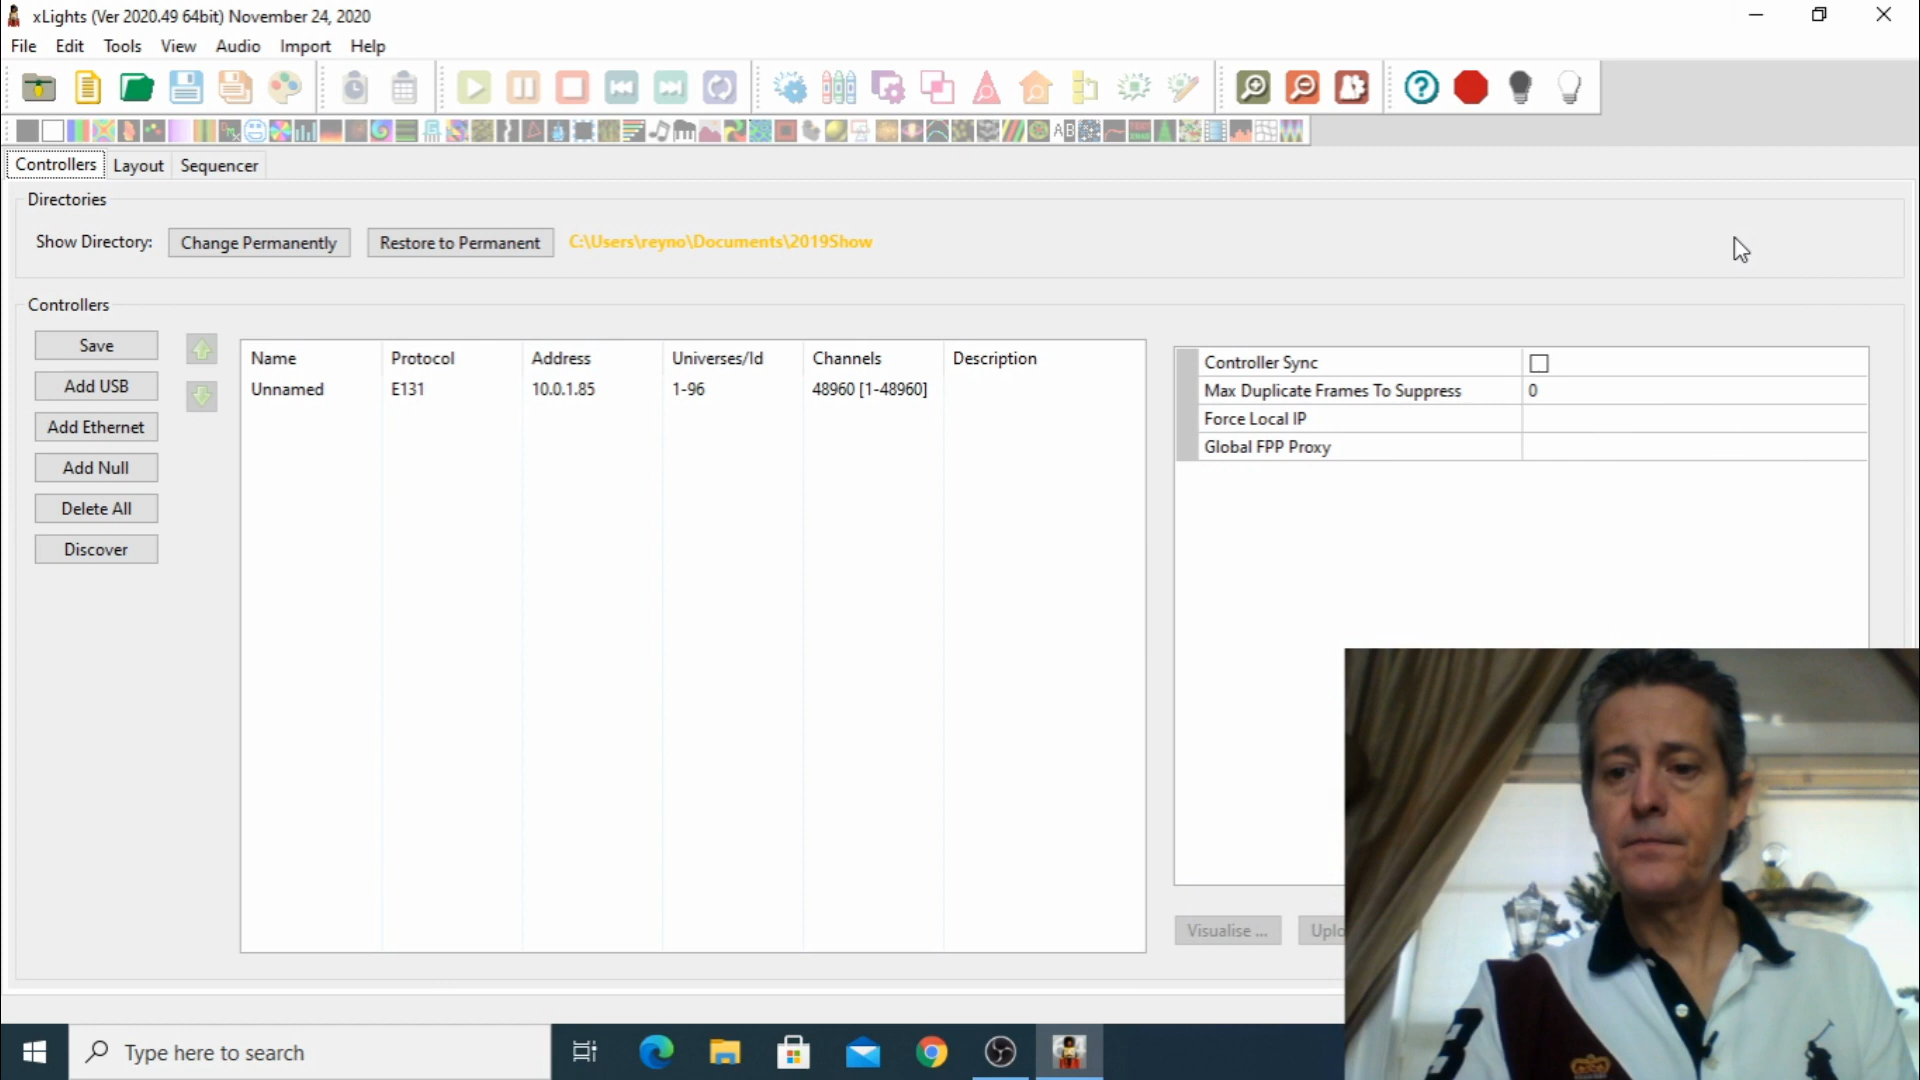 xLights (Ver 2020.49 64bit) November 24, 2020
File Edit Tools View Audio Import Help
Controllers Layout Sequencer
Directories
Show Directory: Change Permanently Restore to Permanent C:\Users\reyno\Documents\2019Show
Controllers
Save
Add USB
Add Ethernet
Add Null
Delete All
Discover
Name Protocol Address Universes/Id Channels Description
Unnamed E131 10.0.1.85 1-96 48960 [1-48960]
Controller Sync
Max Duplicate Frames To Suppress 0
Force Local IP
Global FPP Proxy
Visualise ... Uplo
Type here to search
3